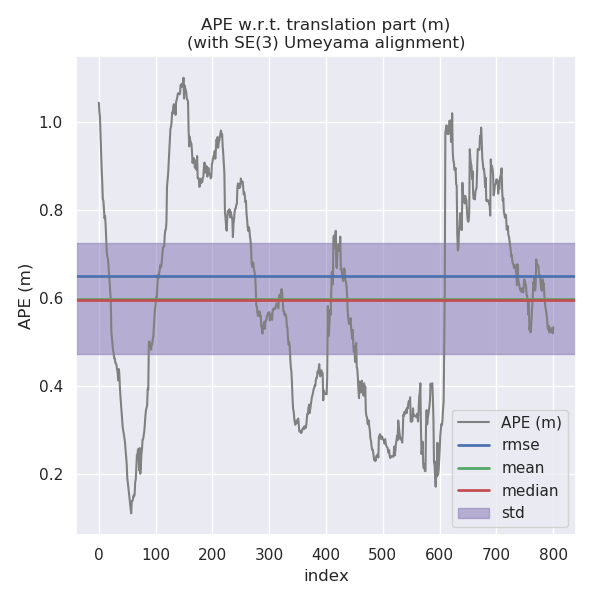 APE w.r.t. translation part (m)
(with SE(3) Umeyama alignment)
APE (m)
1.0
0.8
0.6
0.4
0.2
0 100 200 300 400 500 600 700 800
index
APE (m)
rmse
mean
median
std